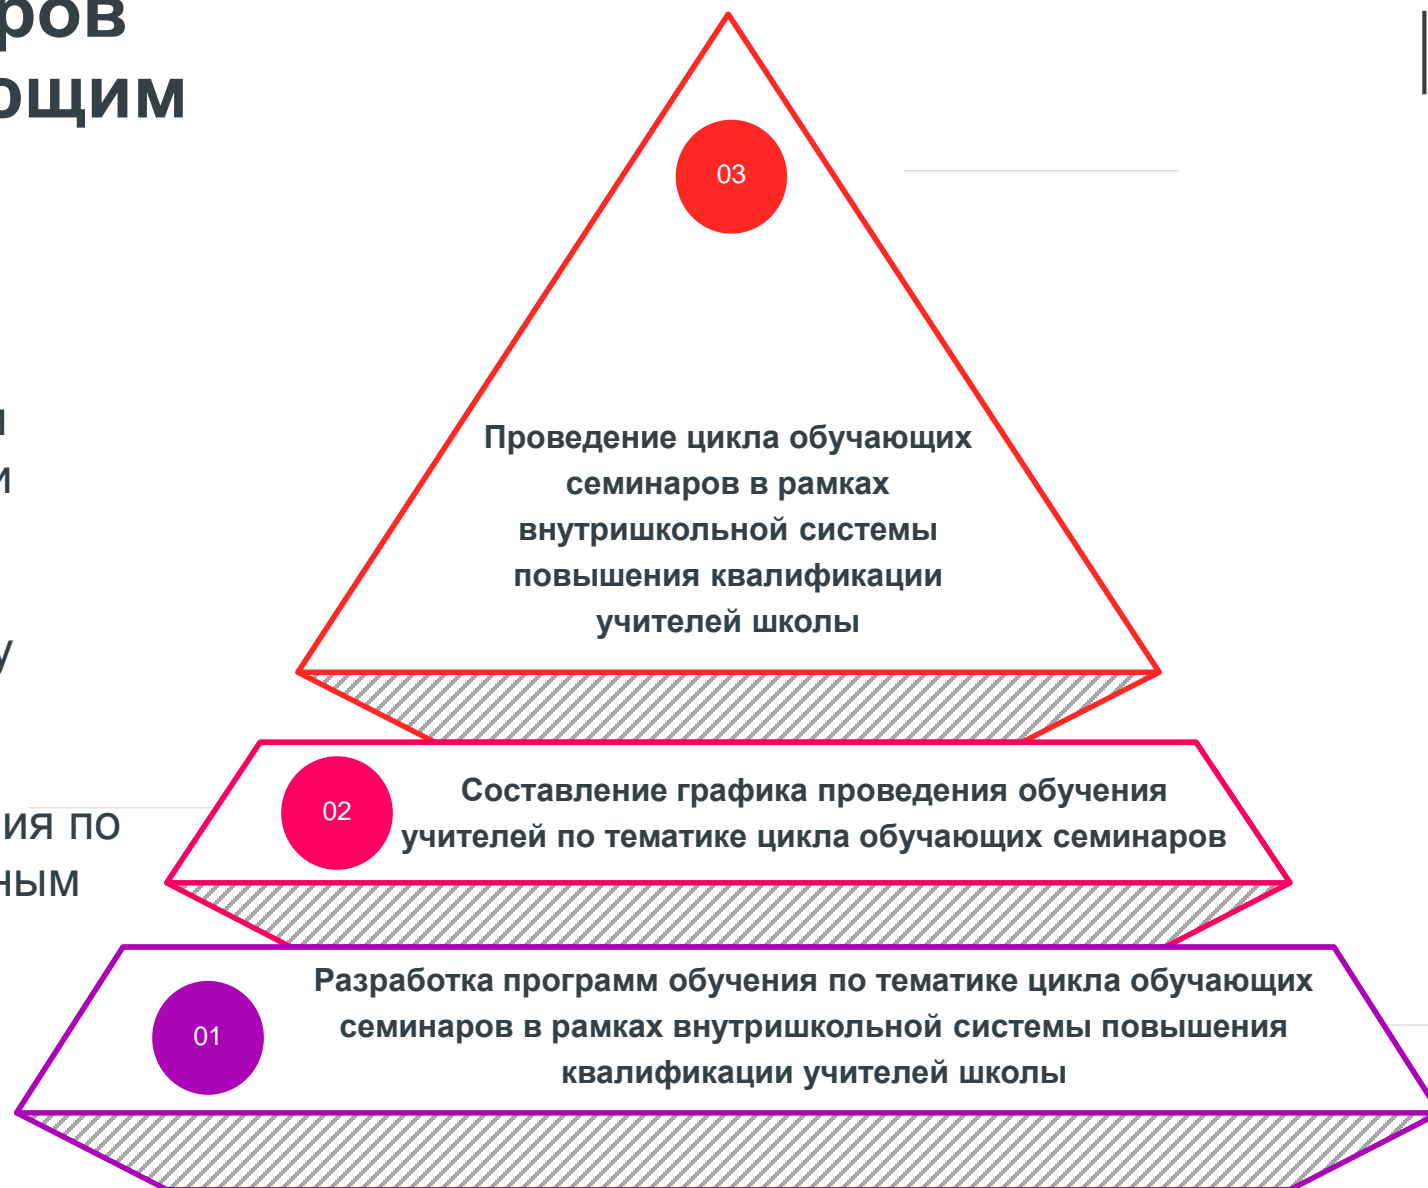 ров
ющим
и
у
ия по
ным
03
Проведение цикла обучающих
семинаров в рамках
внутришкольной системы
повышения квалификации
учителей школы
02
Составление графика проведения обучения
учителей по тематике цикла обучающих семинаров
01
Разработка программ обучения по тематике цикла обучающих
семинаров в рамках внутришкольной системы повышения
квалификации учителей школы